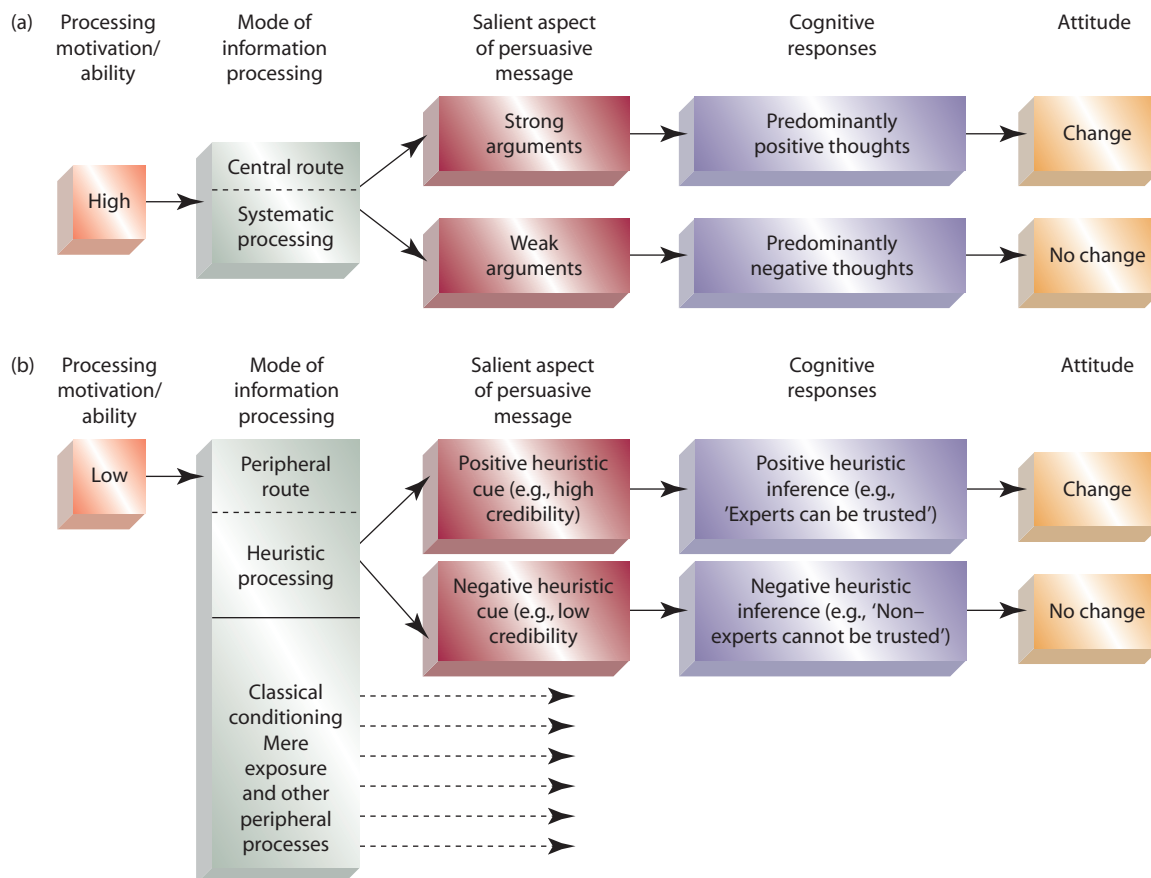 (a)
Processing
motivation/
ability
Mode of
information
processing
Salient aspect
of persuasive
message
Cognitive
responses
Attitude
High
Central route
Systematic
processing
Strong
arguments
Predominantly
positive thoughts
Change
Weak
arguments
Predominantly
negative thoughts
No change
(b)
Processing
motivation/
ability
Mode of
information
processing
Salient aspect
of persuasive
message
Cognitive
responses
Attitude
Low
Peripheral
route
Heuristic
processing
Positive heuristic
cue (e.g., high
credibility)
Positive heuristic
inference (e.g.,
'Experts can be trusted')
Change
Negative heuristic
cue (e.g., low
credibility
Negative heuristic
inference (e.g., 'Non–
experts cannot be trusted')
No change
Classical
conditioning
Mere
exposure
and other
peripheral
processes